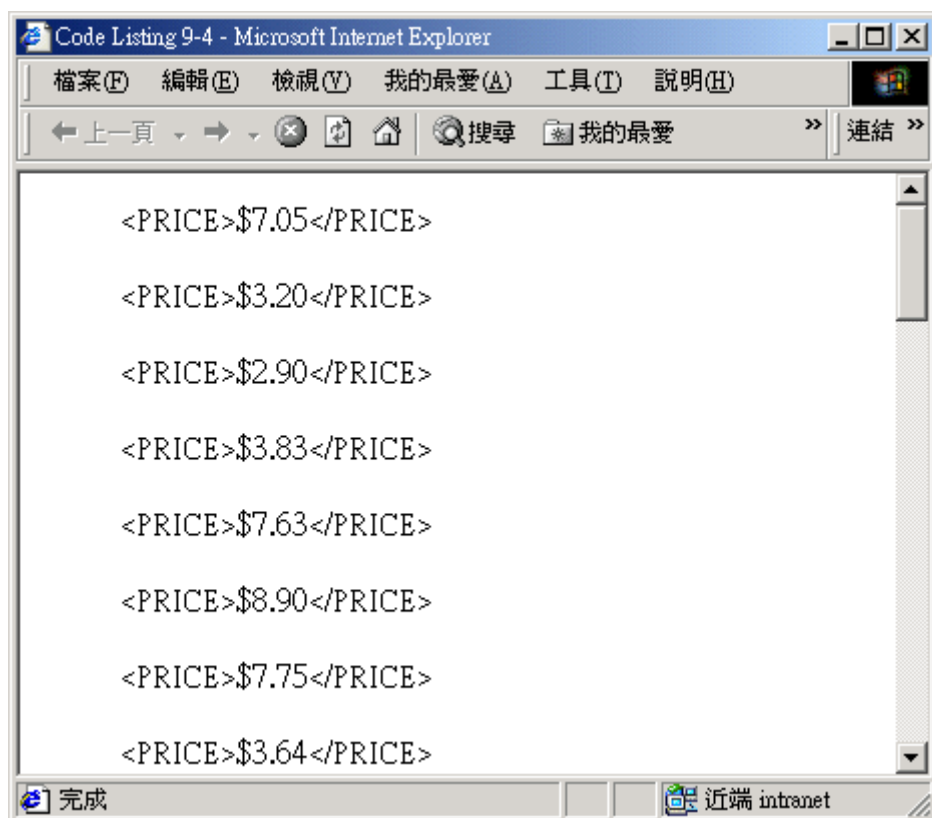 Code Listing 9-4 - Microsoft Internet Explorer
檔案(F) 編輯(E) 檢視(V) 我的最愛(A) 工具(T) 說明(H)
上一頁 搜尋 我的最愛 » 連結 »
<PRICE>$7.05</PRICE>
<PRICE>$3.20</PRICE>
<PRICE>$2.90</PRICE>
<PRICE>$3.83</PRICE>
<PRICE>$7.63</PRICE>
<PRICE>$8.90</PRICE>
<PRICE>$7.75</PRICE>
<PRICE>$3.64</PRICE>
完成 近端 intranet